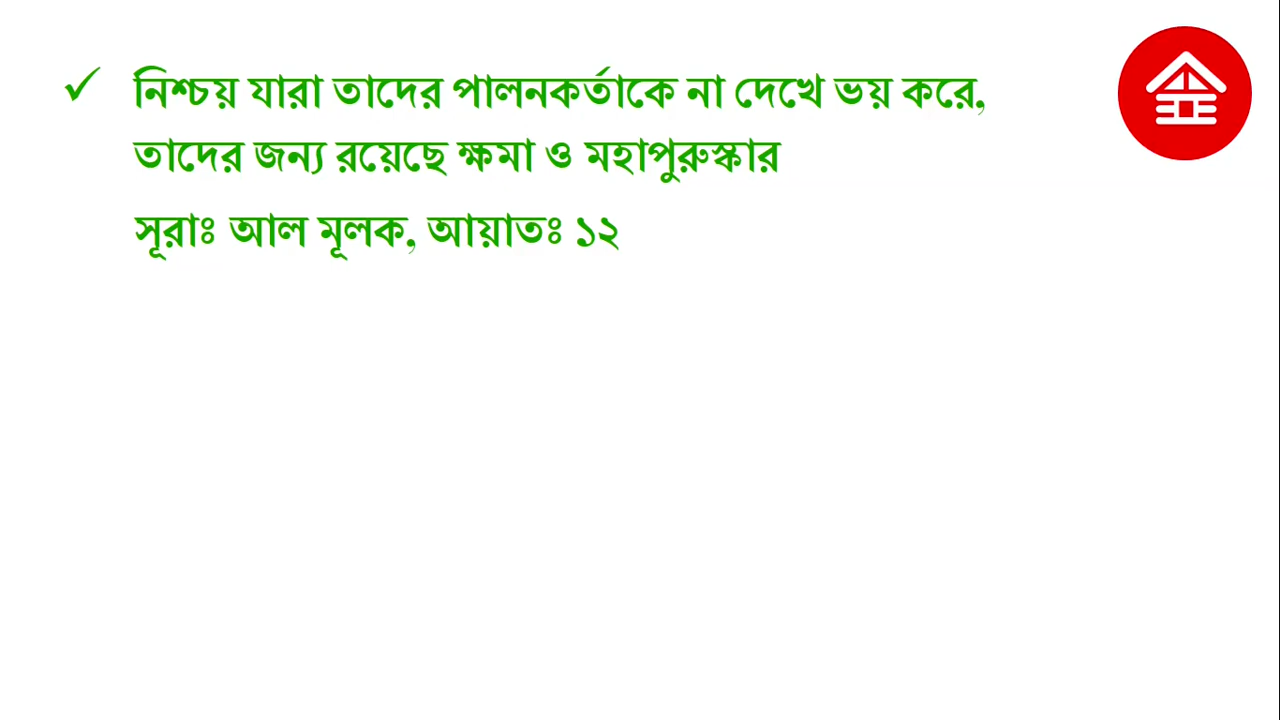 ✓ নিশ্চয় যারা তাদের পালনকর্তাকে না দেখে ভয় করে,
তাদের জন্য রয়েছে ক্ষমা ও মহাপুরুস্কার
সূরাঃ আল মূলক, আয়াতঃ ১২